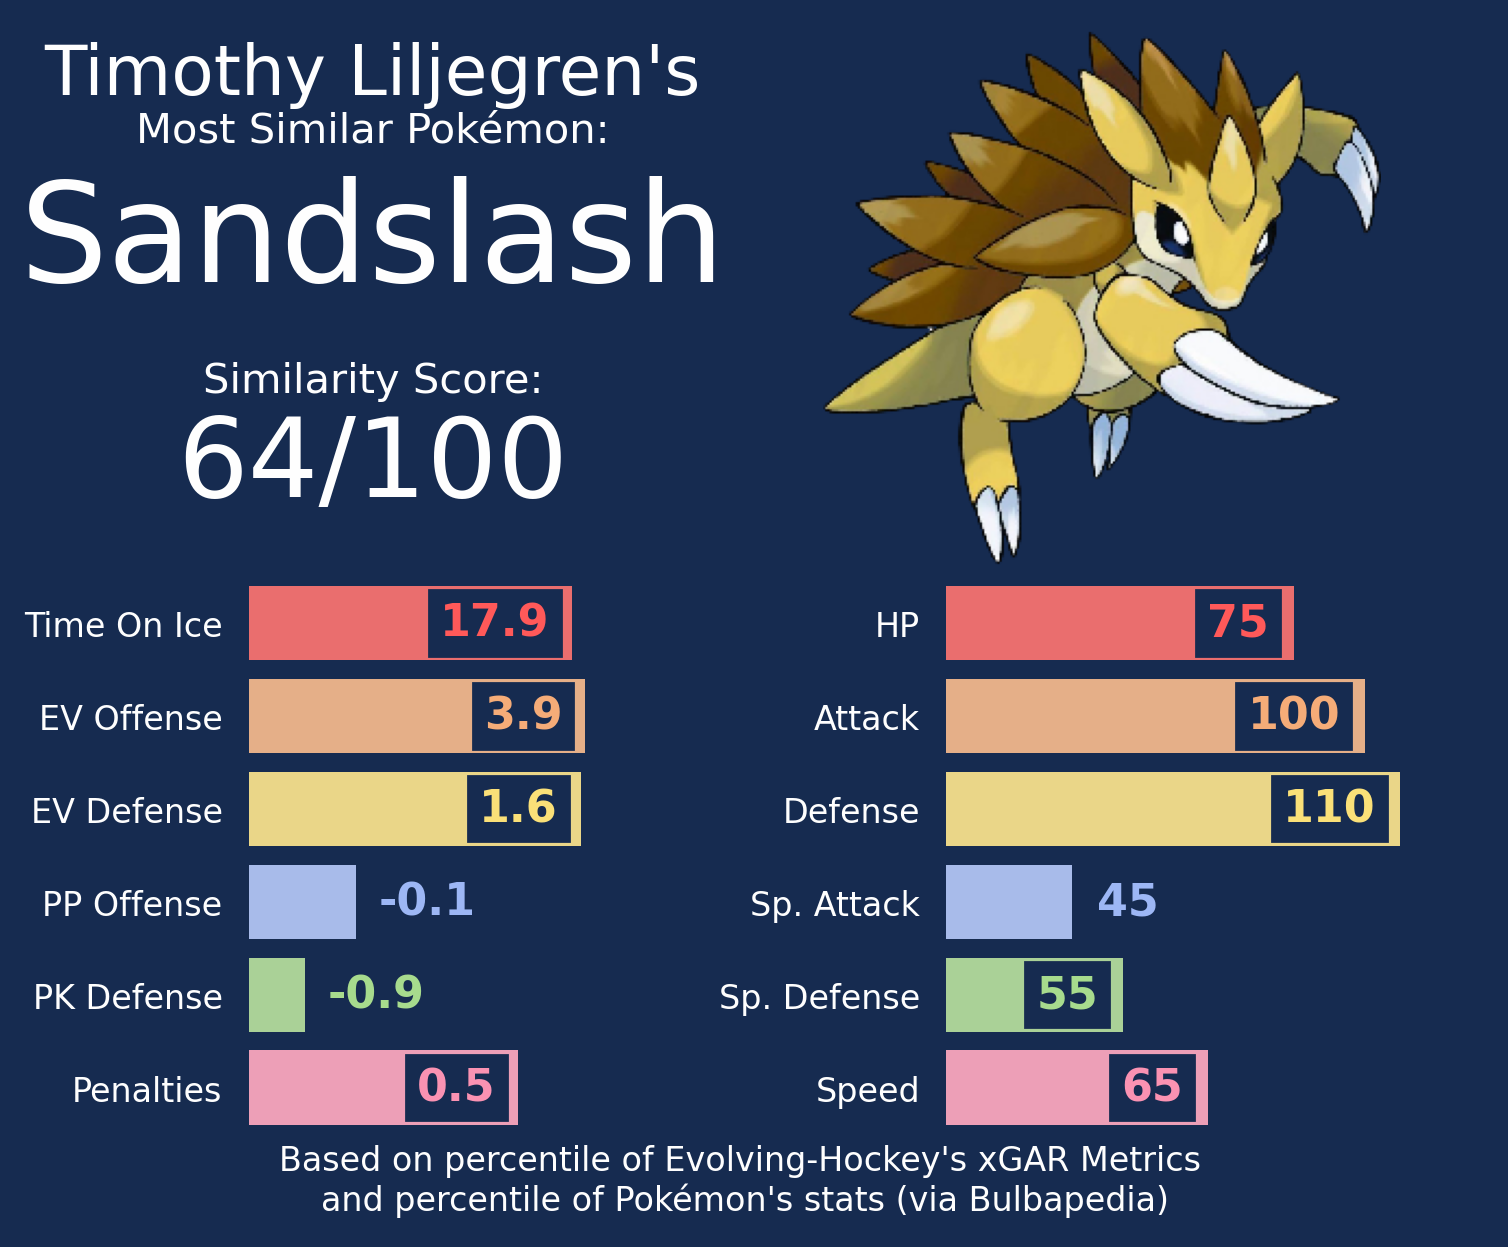 Timothy Liljegren's
Most Similar Pokémon:
Sandslash
Similarity Score:
64/100
Time On Ice 17.9
EV Offense 3.9
EV Defense 1.6
PP Offense -0.1
PK Defense -0.9
Penalties 0.5
HP 75
Attack 100
Defense 110
Sp. Attack 45
Sp. Defense 55
Speed 65
Based on percentile of Evolving-Hockey's xGAR Metrics
and percentile of Pokémon's stats (via Bulbapedia)